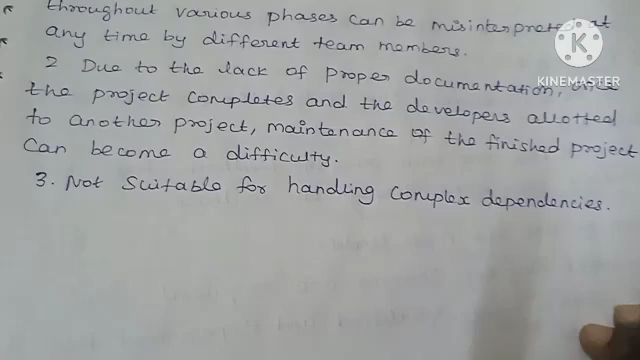 throughout various phases can be misinterpreted at
any time by different team members.
2 Due to the lack of proper documentation,
the project completes and the developers allotted
to another project, maintenance of the finished project
can become a difficulty.
3. Not suitable for handling complex dependencies.
KINEMASTER